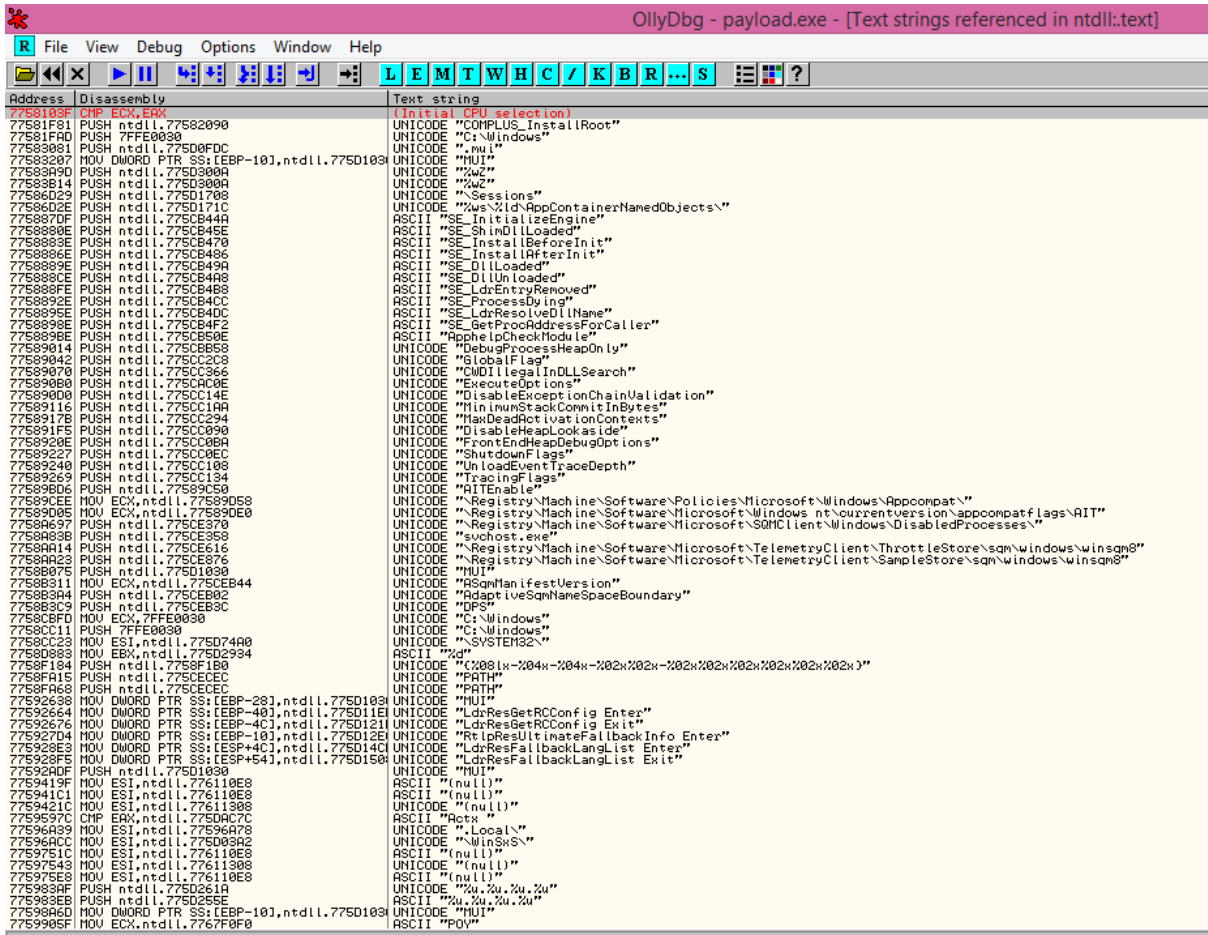 OllyDbg - payload.exe - [Text strings referenced in ntdll:.text]
R File View Debug Options Window Help
L E M T W H C / K B R ... S ?
Address Disassembly Text string
7758103F CMP ECX,EAX (Initial CPU selection)
77581F81 PUSH ntdll.77582090 UNICODE "COMPLUS_InstallRoot"
77581FAD PUSH 7FFE0030 UNICODE "C:\Windows"
77583081 PUSH ntdll.775D0FDC UNICODE ".mui"
77583207 MOV DWORD PTR SS:[EBP-10],ntdll.775D103 UNICODE "MUI"
77583A9D PUSH ntdll.775D300A UNICODE "%wZ"
77583B14 PUSH ntdll.775D300A UNICODE "%wZ"
77586D29 PUSH ntdll.775D1708 UNICODE "\Sessions"
77586D2E PUSH ntdll.775D171C UNICODE "%ws\%ld\AppContainerNamedObjects\"
775887DF PUSH ntdll.775CB44A ASCII "SE_InitializeEngine"
7758880E PUSH ntdll.775CB45E ASCII "SE_ShimDllLoaded"
7758883E PUSH ntdll.775CB470 ASCII "SE_InstallBeforeInit"
7758886E PUSH ntdll.775CB486 ASCII "SE_InstallAfterInit"
7758889E PUSH ntdll.775CB49A ASCII "SE_DllLoaded"
775888CE PUSH ntdll.775CB4A8 ASCII "SE_DllUnloaded"
775888FE PUSH ntdll.775CB4B8 ASCII "SE_LdrEntryRemoved"
7758892E PUSH ntdll.775CB4CC ASCII "SE_ProcessDying"
7758895E PUSH ntdll.775CB4DC ASCII "SE_LdrResolveDllName"
7758898E PUSH ntdll.775CB4F2 ASCII "SE_GetProcAddressForCaller"
775889BE PUSH ntdll.775CB50E ASCII "ApphelpCheckModule"
77589014 PUSH ntdll.775CBB58 UNICODE "DebugProcessHeapOnly"
77589042 PUSH ntdll.775CC2C8 UNICODE "GlobalFlag"
77589070 PUSH ntdll.775CC366 UNICODE "CWDIllegalInDLLSearch"
775890B0 PUSH ntdll.775CAC0E UNICODE "ExecuteOptions"
775890D0 PUSH ntdll.775CC14E UNICODE "DisableExceptionChainValidation"
77589116 PUSH ntdll.775CC1AA UNICODE "MinimumStackCommitInBytes"
7758917B PUSH ntdll.775CC294 UNICODE "MaxDeadActivationContexts"
775891F5 PUSH ntdll.775CC090 UNICODE "DisableHeapLookaside"
7758920E PUSH ntdll.775CC0BA UNICODE "FrontEndHeapDebugOptions"
77589227 PUSH ntdll.775CC0EC UNICODE "ShutdownFlags"
77589240 PUSH ntdll.775CC108 UNICODE "UnloadEventTraceDepth"
77589269 PUSH ntdll.775CC134 UNICODE "TracingFlags"
77589BD6 PUSH ntdll.77589C50 UNICODE "AITEnable"
77589CEE MOV ECX,ntdll.77589D58 UNICODE "\Registry\Machine\Software\Policies\Microsoft\Windows\Appcompat\"
77589D05 MOV ECX,ntdll.77589DE0 UNICODE "\Registry\Machine\Software\Microsoft\Windows nt\currentversion\appcompatflags\AIT"
7758A697 PUSH ntdll.775CE370 UNICODE "\Registry\Machine\Software\Microsoft\SQMClient\Windows\DisabledProcesses\"
7758A83B PUSH ntdll.775CE358 UNICODE "svchost.exe"
7758AA14 PUSH ntdll.775CE616 UNICODE "\Registry\Machine\Software\Microsoft\TelemetryClient\ThrottleStore\sqm\windows\winsqm8"
7758AA23 PUSH ntdll.775CE876 UNICODE "\Registry\Machine\Software\Microsoft\TelemetryClient\SampleStore\sqm\windows\winsqm8"
7758B075 PUSH ntdll.775D1030 UNICODE "MUI"
7758B311 MOV ECX,ntdll.775CEB44 UNICODE "ASqmManifestVersion"
7758B3A4 PUSH ntdll.775CEB02 UNICODE "AdaptiveSqmNameSpaceBoundary"
7758B3C9 PUSH ntdll.775CEB3C UNICODE "DPS"
7758CBFD MOV ECX,7FFE0030 UNICODE "C:\Windows"
7758CC11 PUSH 7FFE0030 UNICODE "C:\Windows"
7758CC23 MOV ESI,ntdll.775D74A0 UNICODE "\SYSTEM32\"
7758D883 MOV EBX,ntdll.775D2934 ASCII "%d"
7758F184 PUSH ntdll.7758F1B0 UNICODE "{%08lx-%04x-%04x-%02x%02x-%02x%02x%02x%02x%02x%02x}"
7758FA15 PUSH ntdll.775CECEC UNICODE "PATH"
7758FA68 PUSH ntdll.775CECEC UNICODE "PATH"
77592638 MOV DWORD PTR SS:[EBP-28],ntdll.775D103 UNICODE "MUI"
77592664 MOV DWORD PTR SS:[EBP-40],ntdll.775D11E UNICODE "LdrResGetRCConfig Enter"
77592676 MOV DWORD PTR SS:[EBP-4C],ntdll.775D121 UNICODE "LdrResGetRCConfig Exit"
775927D4 MOV DWORD PTR SS:[EBP-10],ntdll.775D12E UNICODE "RtlpResUltimateFallbackInfo Enter"
775928E3 MOV DWORD PTR SS:[ESP+4C],ntdll.775D14C UNICODE "LdrResFallbackLangList Enter"
775928F5 MOV DWORD PTR SS:[ESP+54],ntdll.775D150 UNICODE "LdrResFallbackLangList Exit"
77592ADF PUSH ntdll.775D1030 UNICODE "MUI"
7759419F MOV ESI,ntdll.776110E8 ASCII "(null)"
775941C1 MOV ESI,ntdll.776110E8 ASCII "(null)"
7759421C MOV ESI,ntdll.77611308 UNICODE "(null)"
7759597C CMP EAX,ntdll.775DAC7C ASCII "Actx "
77596A39 MOV ESI,ntdll.77596A78 UNICODE ".Local\"
77596ACC MOV ESI,ntdll.775D03A2 UNICODE "\WinSxS\"
7759751C MOV ESI,ntdll.776110E8 ASCII "(null)"
77597543 MOV ESI,ntdll.77611308 UNICODE "(null)"
775975E8 MOV ESI,ntdll.776110E8 ASCII "(null)"
775983AF PUSH ntdll.775D261A UNICODE "%u.%u.%u.%u"
775983EB PUSH ntdll.775D255E ASCII "%u.%u.%u.%u"
77598A6D MOV DWORD PTR SS:[EBP-10],ntdll.775D103 UNICODE "MUI"
7759905F MOV ECX,ntdll.7767F0F0 ASCII "POY"